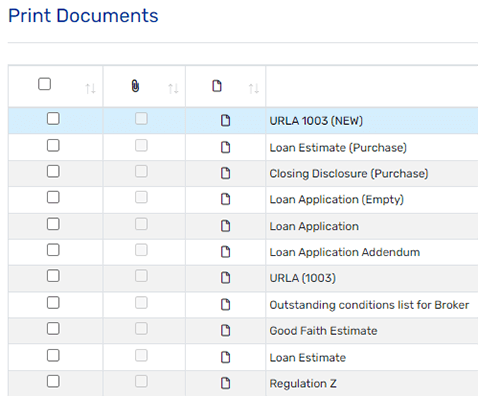 Print Documents
URLA 1003 (NEW)
Loan Estimate (Purchase)
Closing Disclosure (Purchase)
Loan Application (Empty)
Loan Application
Loan Application Addendum
URLA (1003)
Outstanding conditions list for Broker
Good Faith Estimate
Loan Estimate
Regulation Z